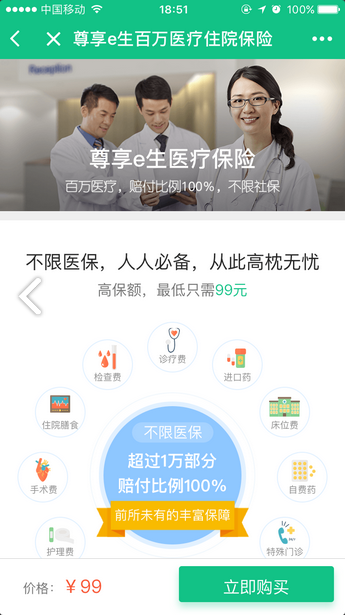 中国移动
18:51
100%
尊享e生百万医疗住院保险
Reception
尊享e生医疗保险
百万医疗，赔付比例100%，不限社保
不限医保，人人必备，从此高枕无忧
高保额，最低只需99元
诊疗费
检查费
进口药
住院膳食
床位费
不限医保
超过1万部分
赔付比例100%
手术费
自费药
前所未有的丰富保障
护理费
特殊门诊
价格：￥99
立即购买